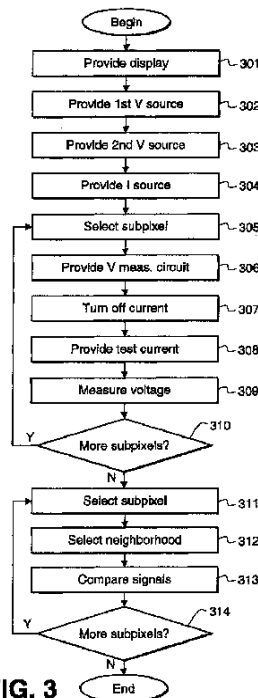 Begin
Provide display
301
Provide 1st V source
302
Provide 2nd V source
303
Provide I source
304
Select subpixel
305
Provide V meas. circuit
306
Turn off current
307
Provide test current
308
Measure voltage
309
310
More subpixels?
Y
N
Select subpixel
311
Select neighborhood
312
Compare signals
313
314
More subpixels?
Y
N
FIG. 3
End